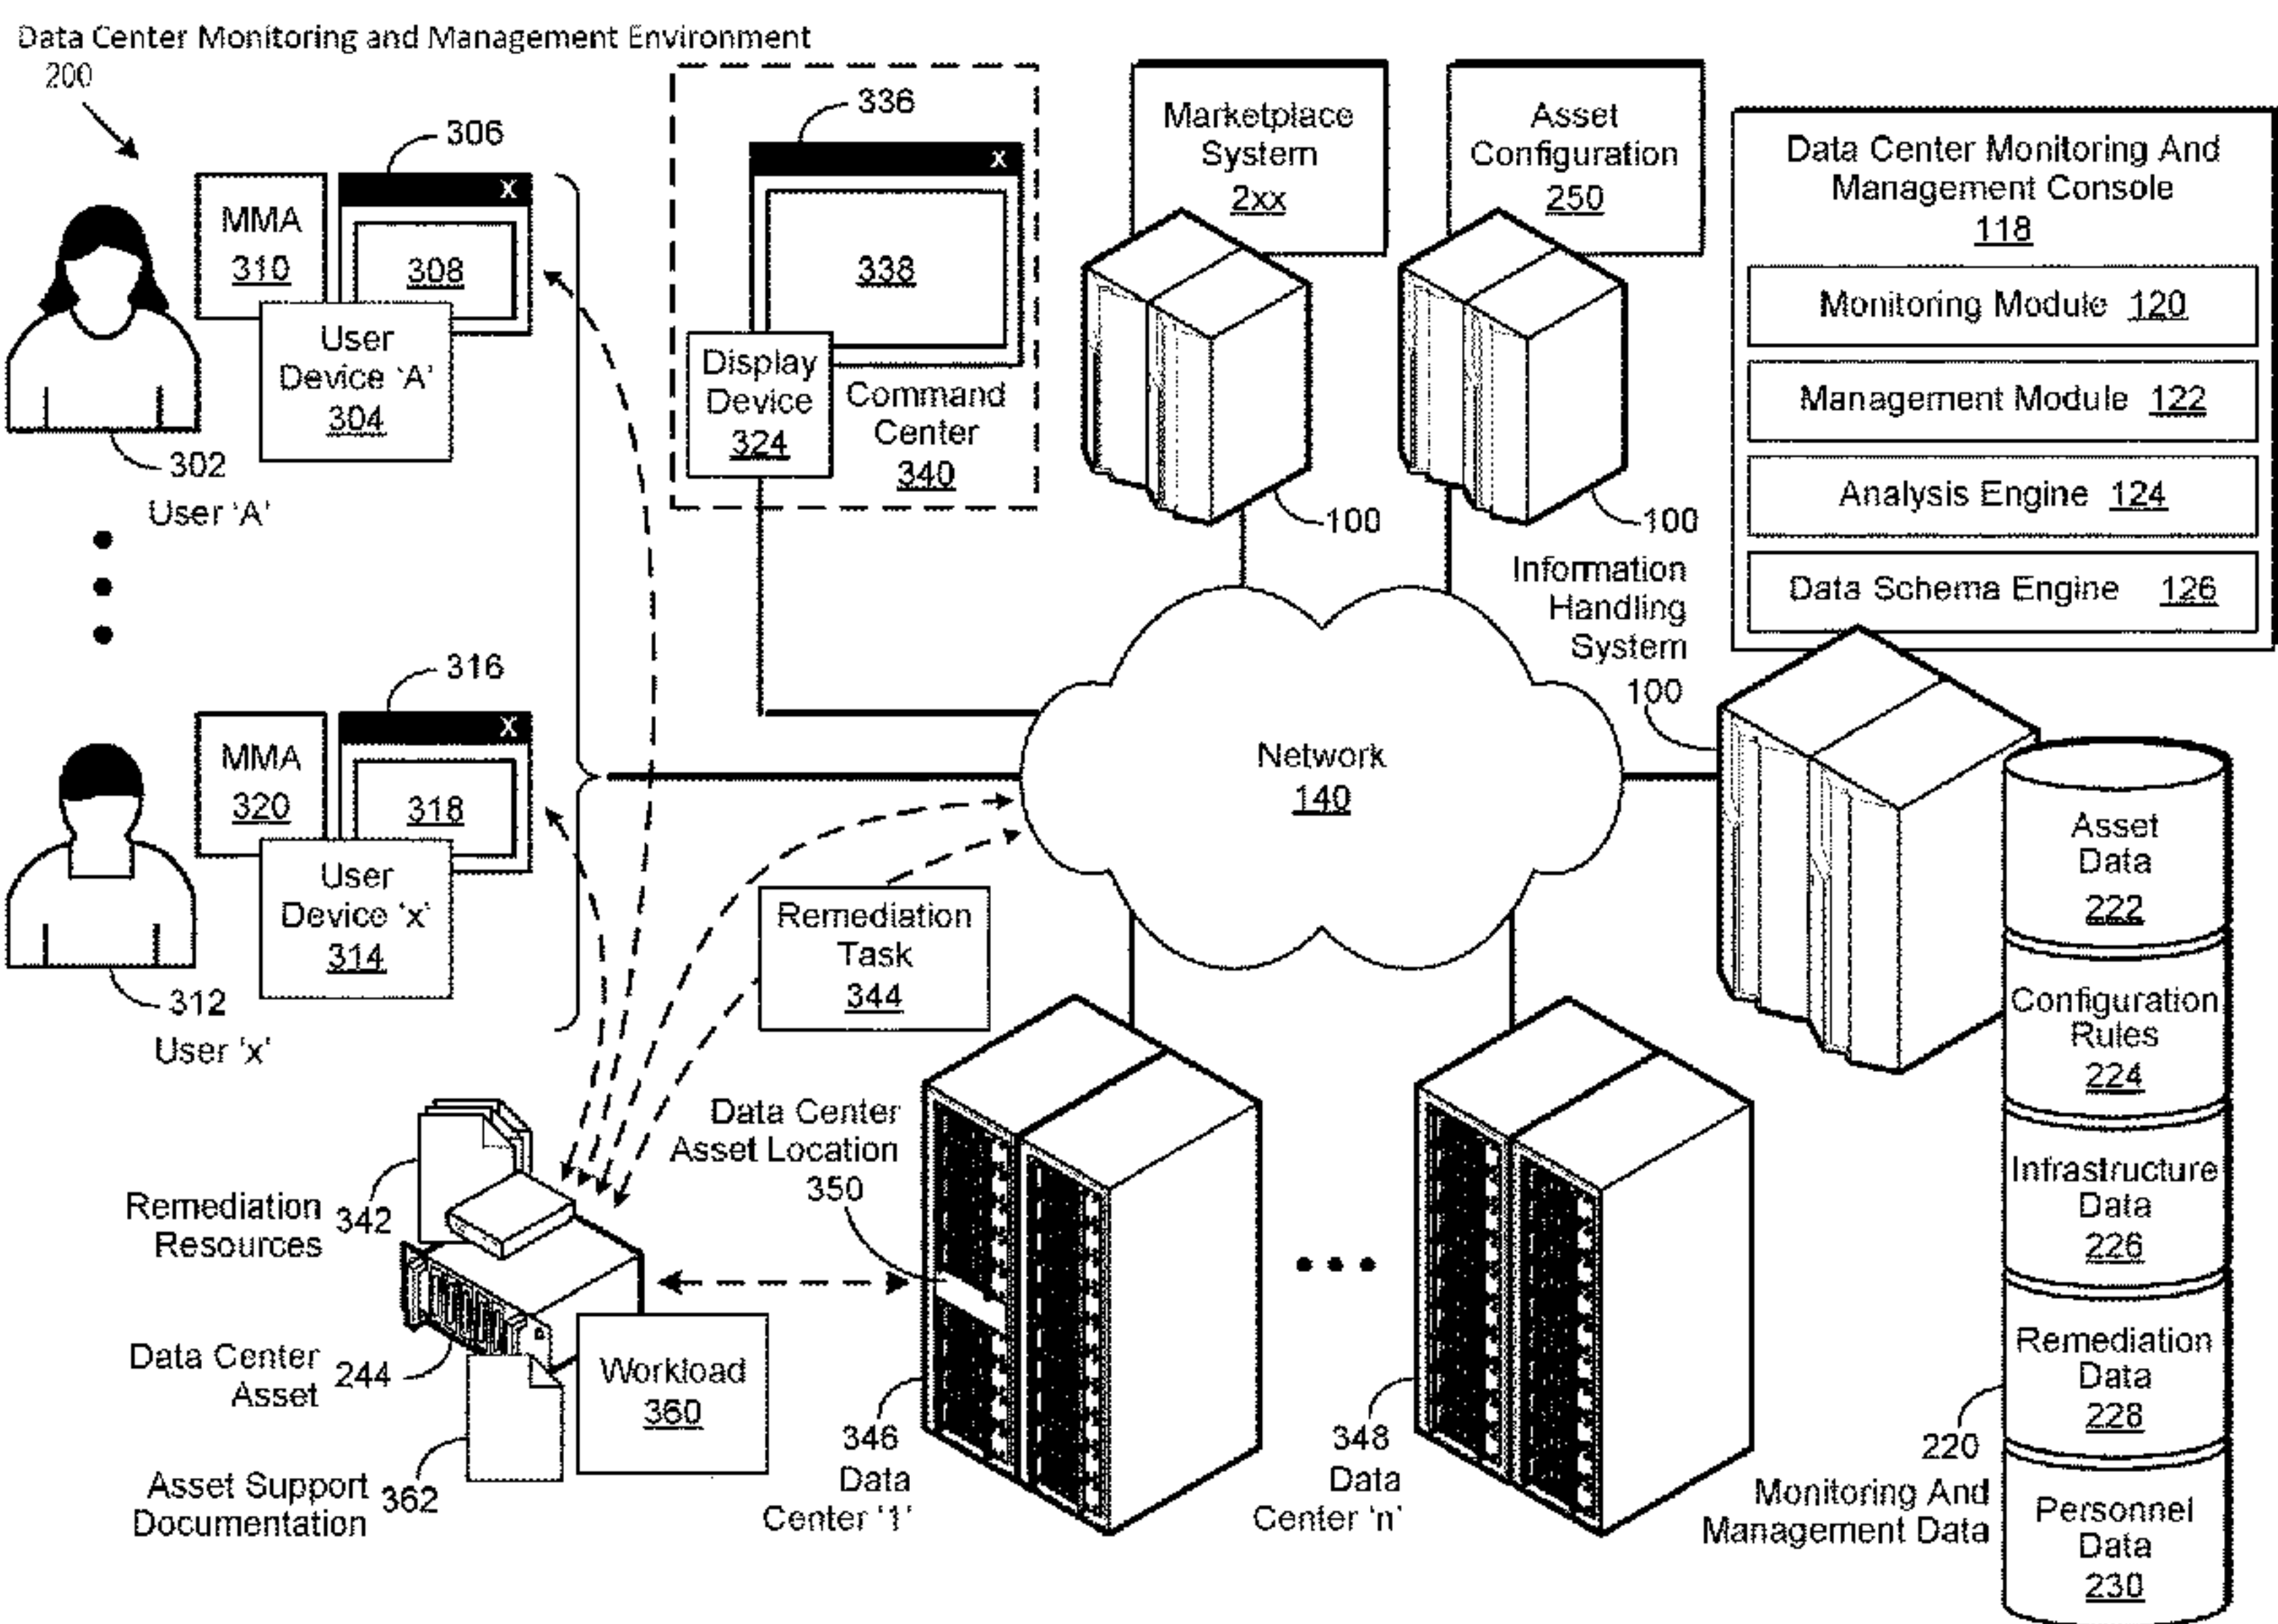 Data Center Monitoring and Management Environment
200
306
MMA
310
x
308
User
Device 'A'
304
302
User 'A'
316
MMA
320
x
318
User
Device 'x'
314
312
User 'x'
336
x
338
Display
Device
324
Command
Center
340
Marketplace
System
2xx
100
Asset
Configuration
250
100
Information
Handling
System
100
Data Center Monitoring And
Management Console
118
Monitoring Module 120
Management Module 122
Analysis Engine 124
Data Schema Engine 126
Network
140
Remediation
Task
344
Asset
Data
222
Configuration
Rules
224
Infrastructure
Data
226
Remediation
Data
228
Personnel
Data
230
220
Monitoring And
Management Data
Remediation
Resources
342
Data Center
Asset
244
Asset Support
Documentation
362
Workload
360
Data Center
Asset Location
350
346
Data
Center '1'
348
Data
Center 'n'